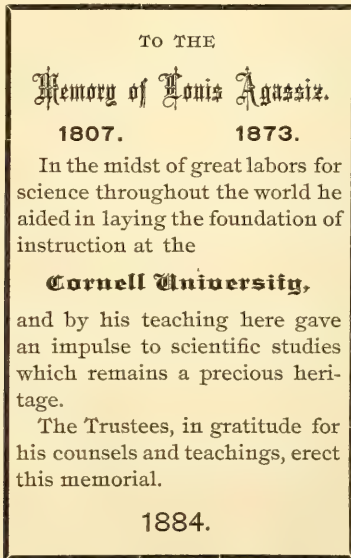 TO THE
Memory of Louis Agassiz.
1807. 1873.
In the midst of great labors for
science throughout the world he
aided in laying the foundation of
instruction at the
Cornell University,
and by his teaching here gave
an impulse to scientific studies
which remains a precious heri-
tage.
The Trustees, in gratitude for
his counsels and teachings, erect
this memorial.
1884.